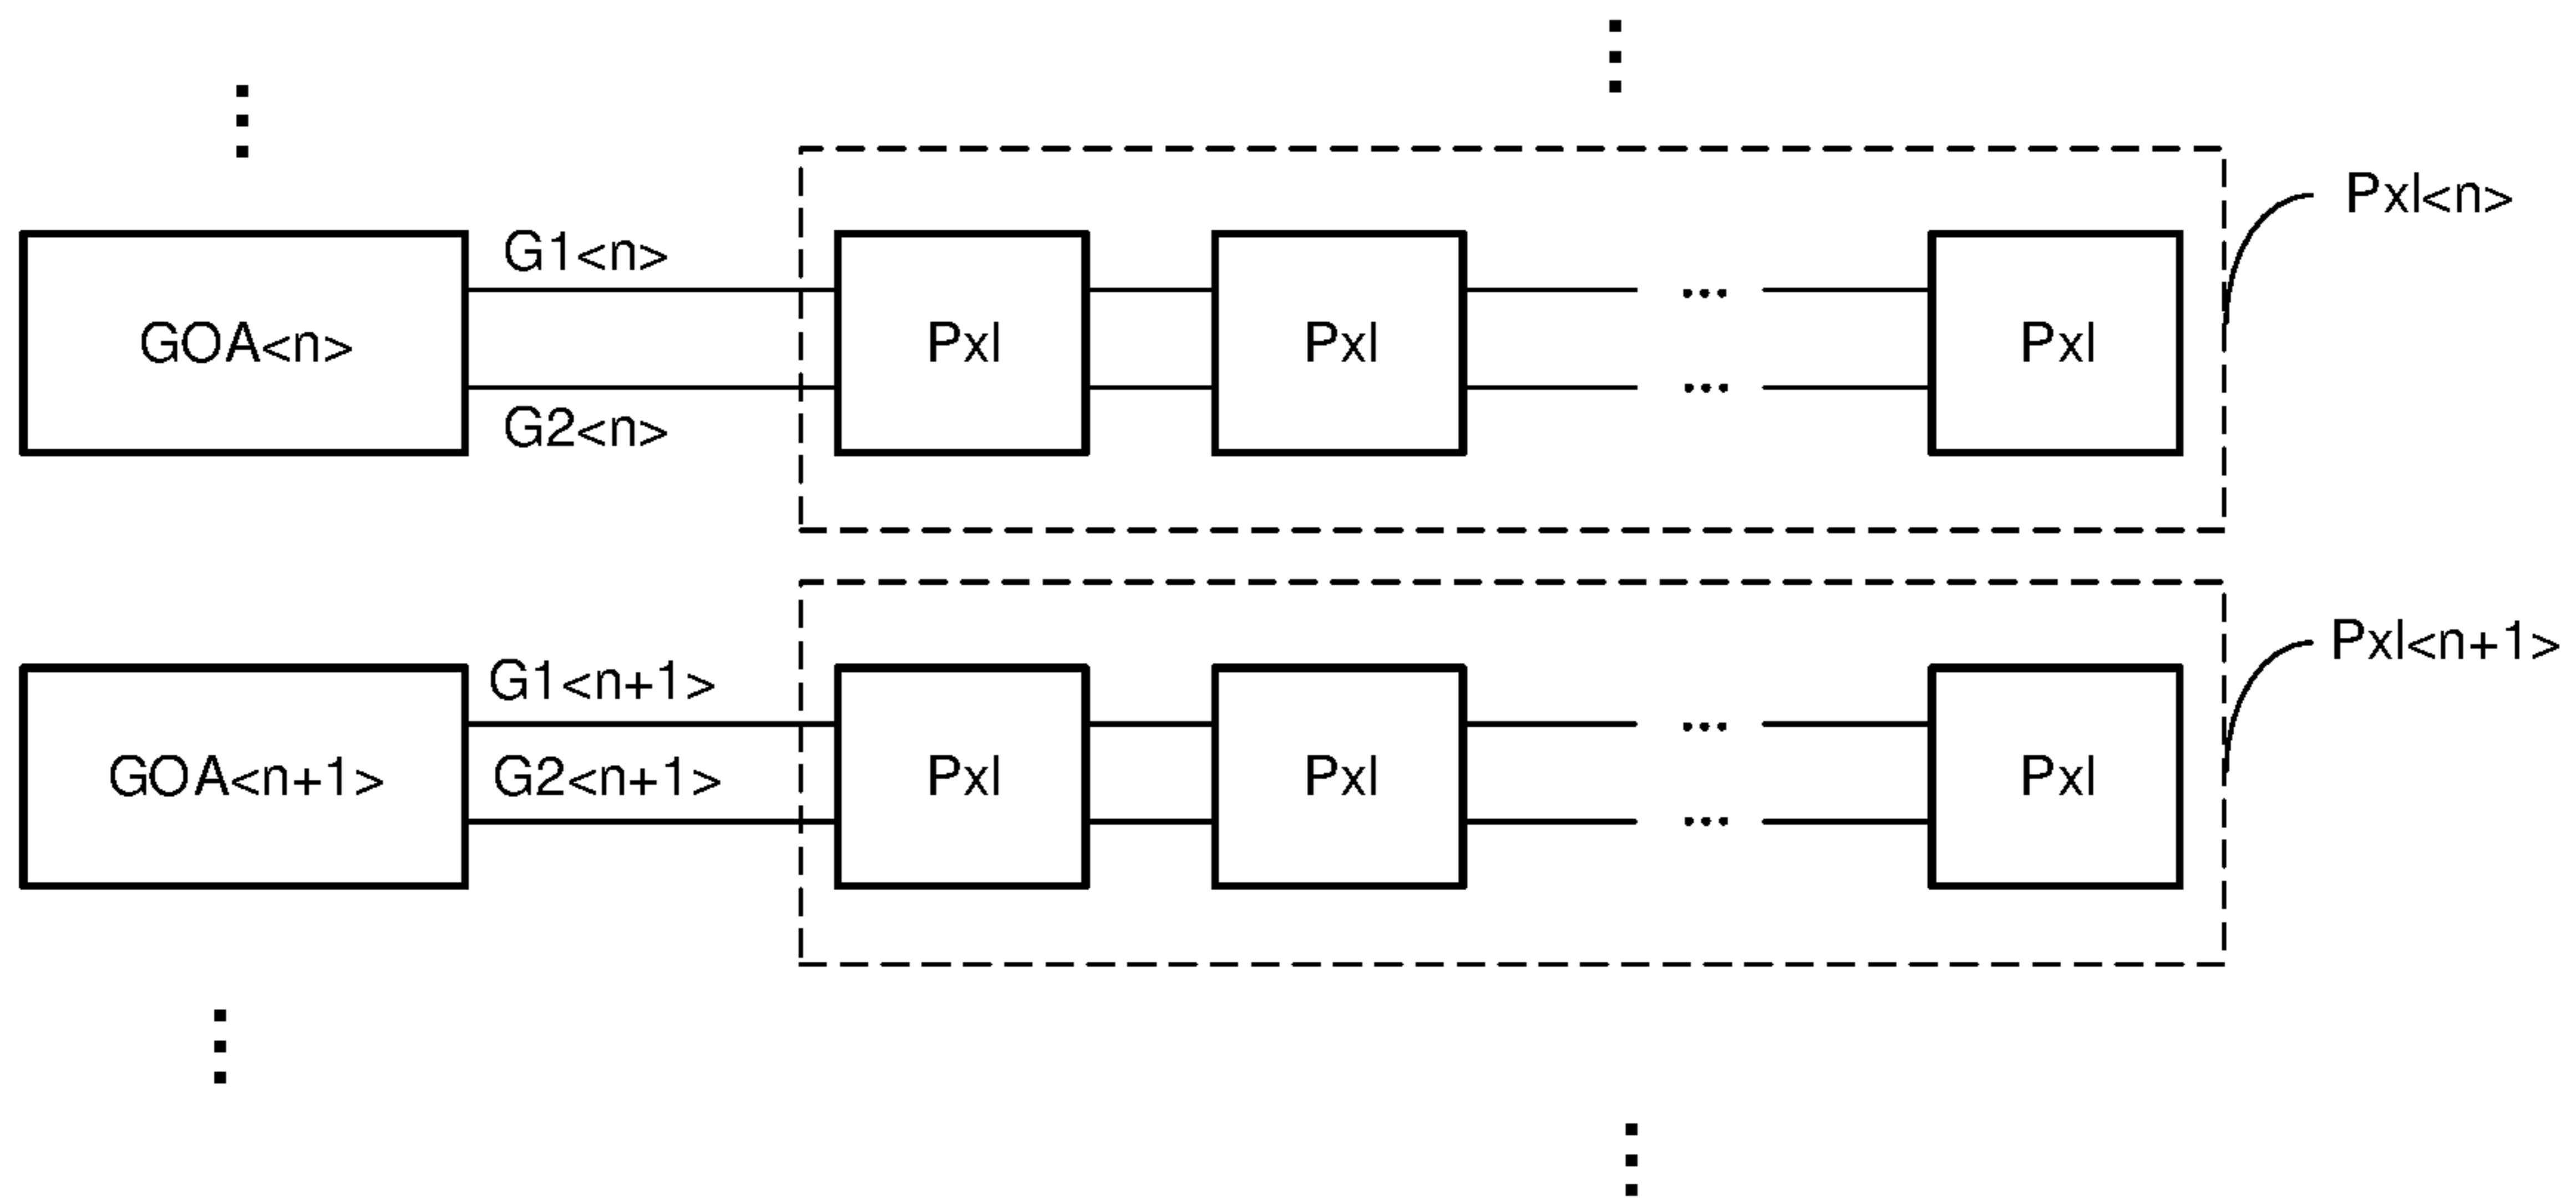 Pxl<n>
G1<n>
GOA<n> Pxl Pxl ... Pxl
...
G2<n>
Pxl<n+1>
G1<n+1>
GOA<n+1> G2<n+1> Pxl Pxl ... Pxl
...